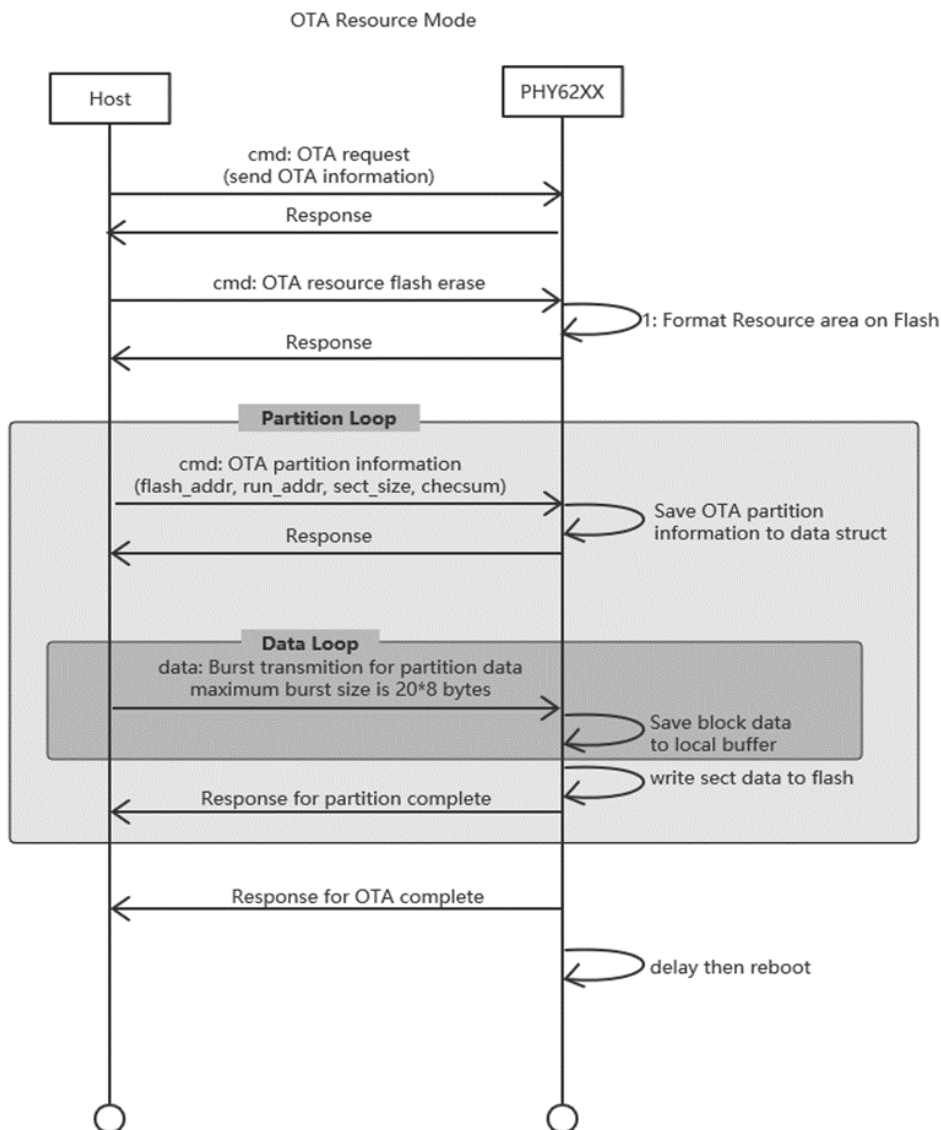 OTA Resource Mode
Host
PHY62XX
cmd: OTA request
(send OTA information)
Response
cmd: OTA resource flash erase
1: Format Resource area on Flash
Response
Partition Loop
cmd: OTA partition information
(flash_addr, run_addr, sect_size, checsum)
Save OTA partition
information to data struct
Response
Data Loop
data: Burst transmition for partition data
maximum burst size is 20*8 bytes
Save block data
to local buffer
write sect data to flash
Response for partition complete
Response for OTA complete
delay then reboot